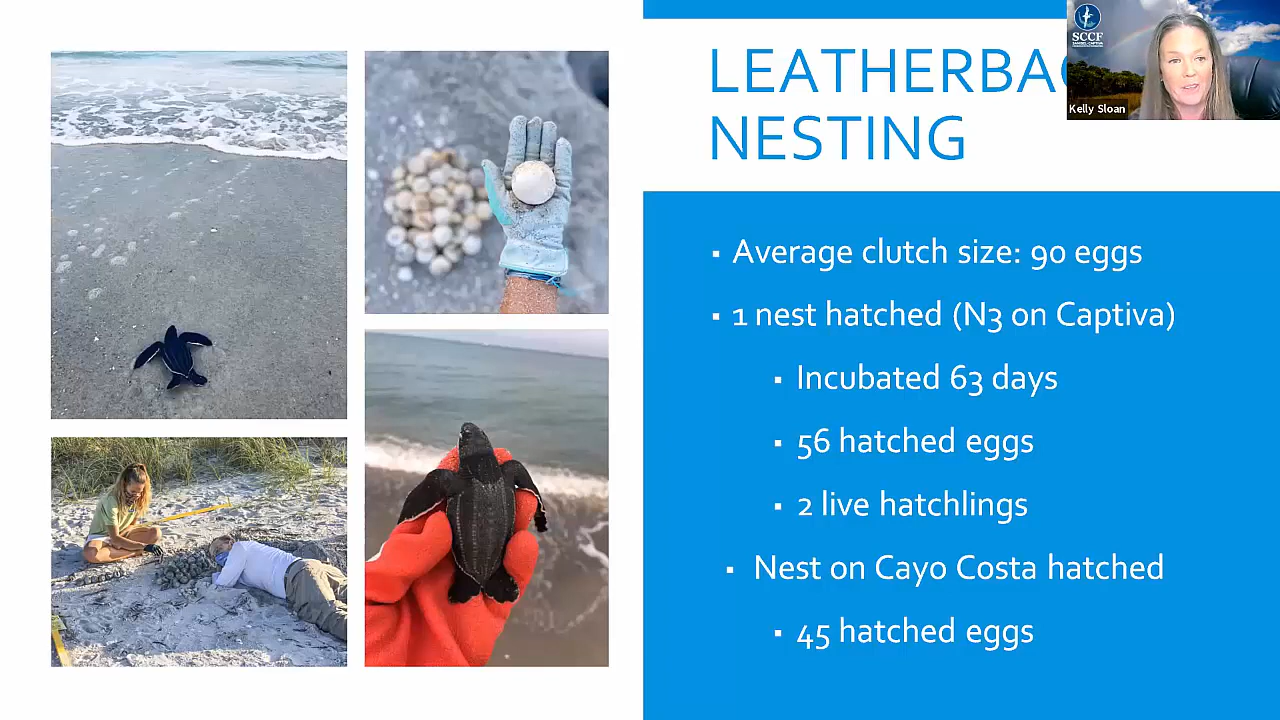 LEATHERBAC
NESTING
SCCF
Kelly Sloan
▪ Average clutch size: 90 eggs
▪ 1 nest hatched (N3 on Captiva)
▪ Incubated 63 days
▪ 56 hatched eggs
▪ 2 live hatchlings
▪ Nest on Cayo Costa hatched
▪ 45 hatched eggs